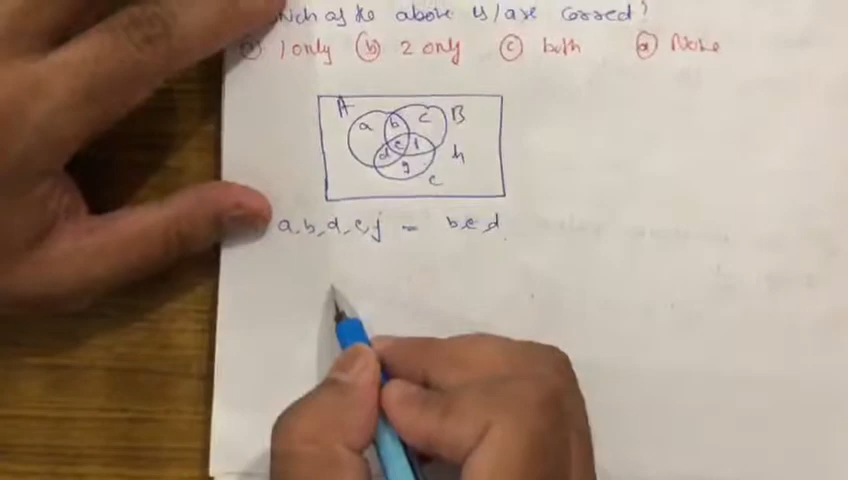 which of the above is/are correct?
(a) 1 only (b) 2 only (c) both (d) None
A B
a b c
d e f h
g
c
a, b, d, e, f = b, e, d